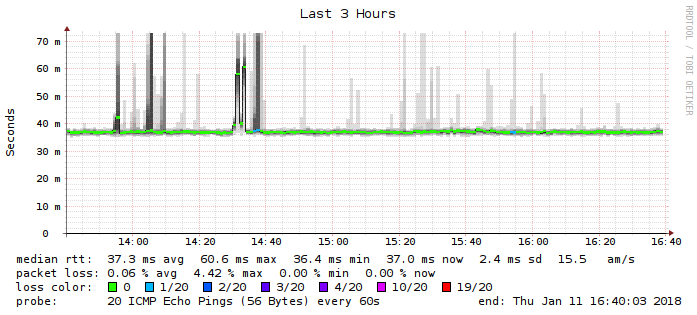 Last 3 Hours
RRDTOOL / TOBI OETIKER
Seconds
70 m
60 m
50 m
40 m
30 m
20 m
10 m
0
14:00 14:20 14:40 15:00 15:20 15:40 16:00 16:20 16:40
median rtt: 37.3 ms avg 60.6 ms max 36.4 ms min 37.0 ms now 2.4 ms sd 15.5 am/s
packet loss: 0.06 % avg 4.42 % max 0.00 % min 0.00 % now
loss color: 0 1/20 2/20 3/20 4/20 10/20 19/20
probe: 20 ICMP Echo Pings (56 Bytes) every 60s end: Thu Jan 11 16:40:03 2018